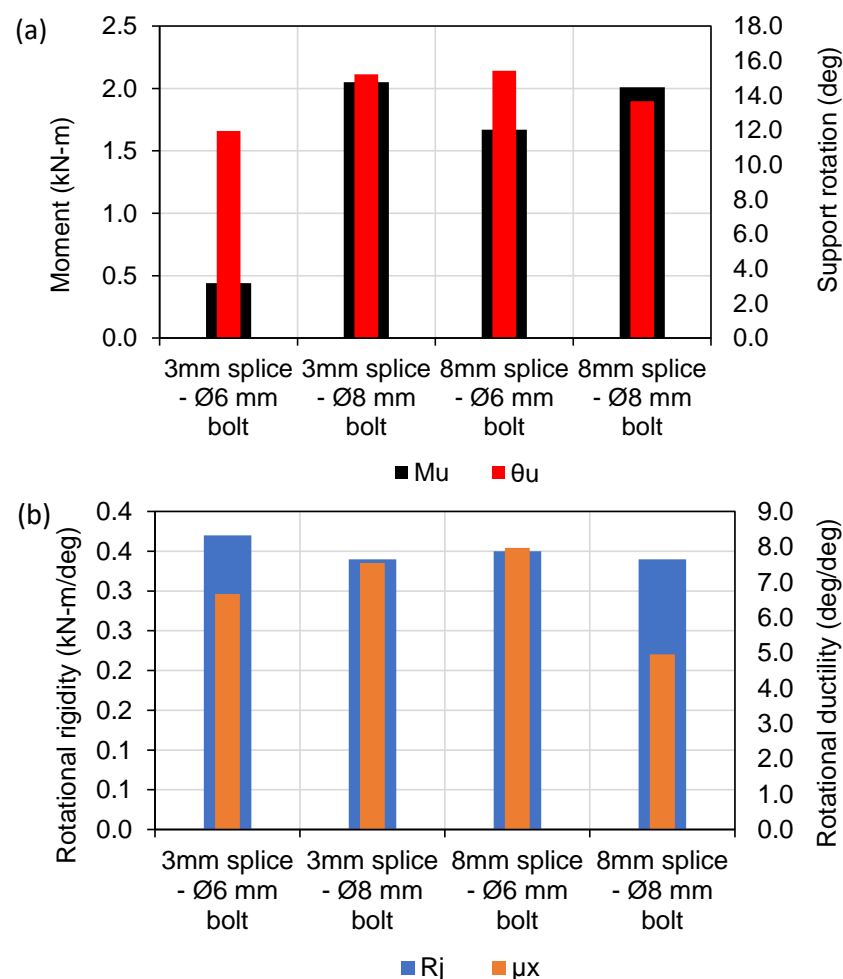 (a)
Moment (kN-m)
2.5
2.0
1.5
1.0
0.5
0.0
18.0
16.0
14.0
12.0
10.0
8.0
6.0
4.0
2.0
0.0
Support rotation (deg)
3mm splice
- Ø6 mm
bolt
3mm splice
- Ø8 mm
bolt
8mm splice
- Ø6 mm
bolt
8mm splice
- Ø8 mm
bolt
Mu
θu
(b)
Rotational rigidity (kN-m/deg)
0.4
0.4
0.3
0.3
0.2
0.2
0.1
0.1
0.0
9.0
8.0
7.0
6.0
5.0
4.0
3.0
2.0
1.0
0.0
Rotational ductility (deg/deg)
3mm splice
- Ø6 mm
bolt
3mm splice
- Ø8 mm
bolt
8mm splice
- Ø6 mm
bolt
8mm splice
- Ø8 mm
bolt
Rj
µx